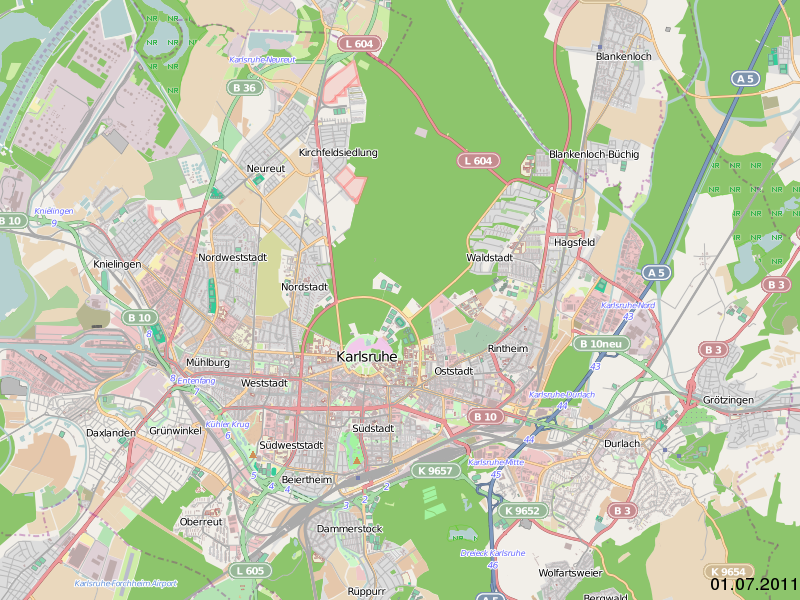 NR NR
NR NR
NR
NR
L 604
Karlsruhe-Neureut
Blankenloch
B 36
A 5
Kirchfeldsiedlung
L 604
Blankenloch-Büchig
Neureut
NR NR
NR NR NR
NR NR
NR NR
NR
Knielingen
9
B 10
Hagsfeld
Knielingen
Nordweststadt
Waldstadt
A 5
Nordstadt
B 3
Karlsruhe-Nord
43
B 10
8
B 10neu
B 3
Rintheim
Karlsruhe
Mühlburg
43
Oststadt
8
Entenfang
Weststadt
7
Karlsruhe-Durlach
44
Grötzingen
B 10
Kühler Krug
6
Südstadt
Daxlanden
Grünwinkel
44
Durlach
Südweststadt
Karlsruhe-Mitte
45
K 9657
5
4
4
Beiertheim
2
2
3
K 9652
B 3
Oberreut
Dammerstock
Dreieck Karlsruhe
46
L 605
Wolfartsweier
K 9654
Karlsruhe-Forchheim Airport
01.07.2011
Rüppurr
A 5
Bergwald